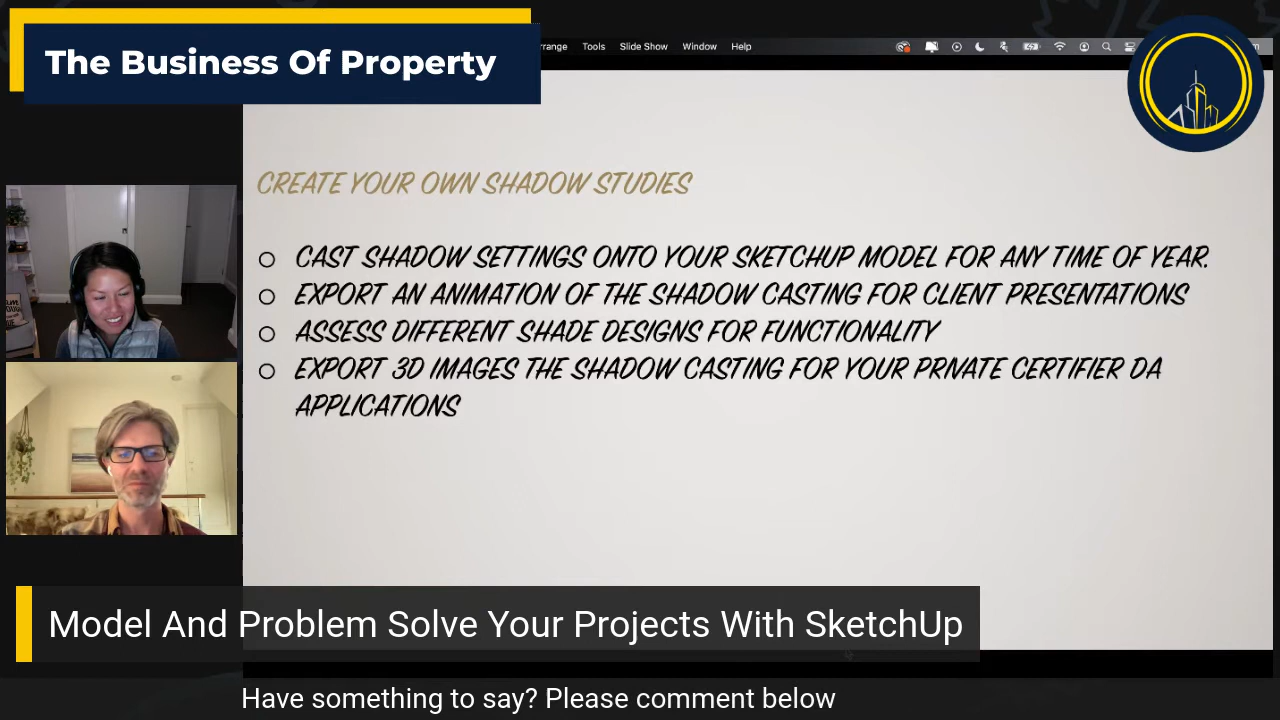 The Business Of Property
Tools Slide Show Window Help
CREATE YOUR OWN SHADOW STUDIES
CAST SHADOW SETTINGS ONTO YOUR SKETCHUP MODEL FOR ANY TIME OF YEAR.
EXPORT AN ANIMATION OF THE SHADOW CASTING FOR CLIENT PRESENTATIONS
ASSESS DIFFERENT SHADE DESIGNS FOR FUNCTIONALITY
EXPORT 3D IMAGES THE SHADOW CASTING FOR YOUR PRIVATE CERTIFIER DA
APPLICATIONS
Model And Problem Solve Your Projects With SketchUp
Have something to say? Please comment below